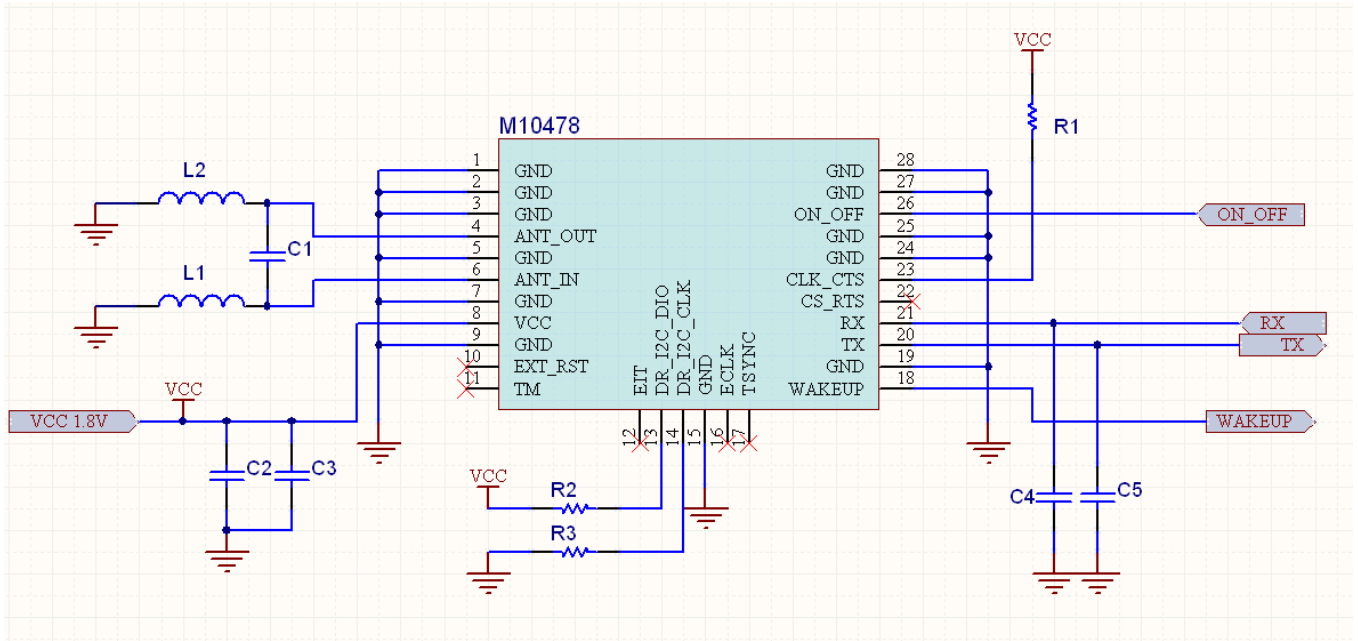 VCC
R1
M10478
L2
C1
L1
1 GND
2 GND
3 GND
4 ANT_OUT
5 GND
6 ANT_IN
7 GND
8 VCC
9 GND
10 EXT_RST
11 TM
28 GND
27 GND
26 ON_OFF
25 GND
24 GND
23 CLK_CTS
22 CS_RTS
21 RX
20 TX
19 GND
18 WAKEUP
12 EIT
13 DR_I2C_DIO
14 DR_I2C_CLK
15 GND
16 ECLK
17 TSYNC
ON_OFF
RX
TX
WAKEUP
VCC
VCC 1.8V
C2
C3
VCC
R2
R3
C4
C5